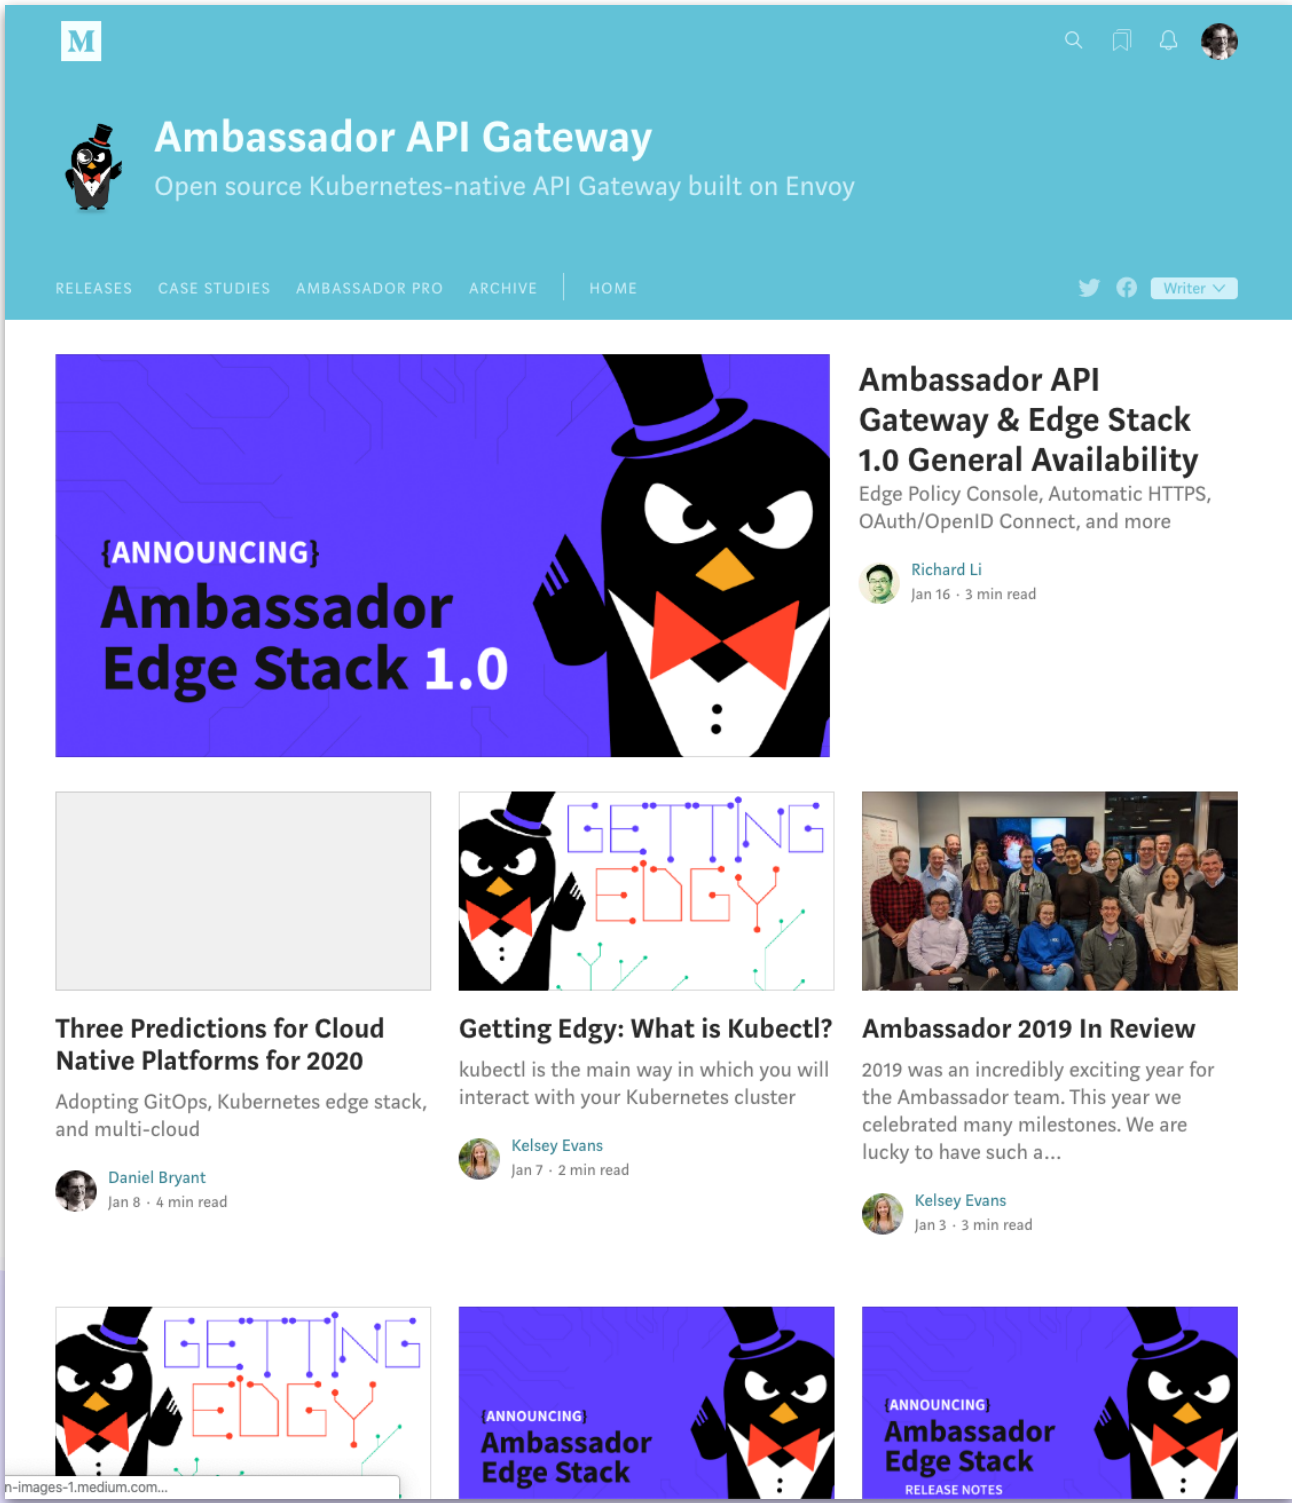 M
Ambassador API Gateway
Open source Kubernetes-native API Gateway built on Envoy
RELEASES CASE STUDIES AMBASSADOR PRO ARCHIVE HOME
Writer
{ANNOUNCING}
Ambassador
Edge Stack 1.0
Ambassador API
Gateway & Edge Stack
1.0 General Availability
Edge Policy Console, Automatic HTTPS,
OAuth/OpenID Connect, and more
Richard Li
Jan 16 · 3 min read
GETTING
EDGY
Three Predictions for Cloud
Native Platforms for 2020
Adopting GitOps, Kubernetes edge stack,
and multi-cloud
Daniel Bryant
Jan 8 · 4 min read
Getting Edgy: What is Kubectl?
kubectl is the main way in which you will
interact with your Kubernetes cluster
Kelsey Evans
Jan 7 · 2 min read
Ambassador 2019 In Review
2019 was an incredibly exciting year for
the Ambassador team. This year we
celebrated many milestones. We are
lucky to have such a...
Kelsey Evans
Jan 3 · 3 min read
GETTING
EDGY
{ANNOUNCING}
Ambassador
Edge Stack
{ANNOUNCING}
Ambassador
Edge Stack
RELEASE NOTES
n-images-1.medium.com...